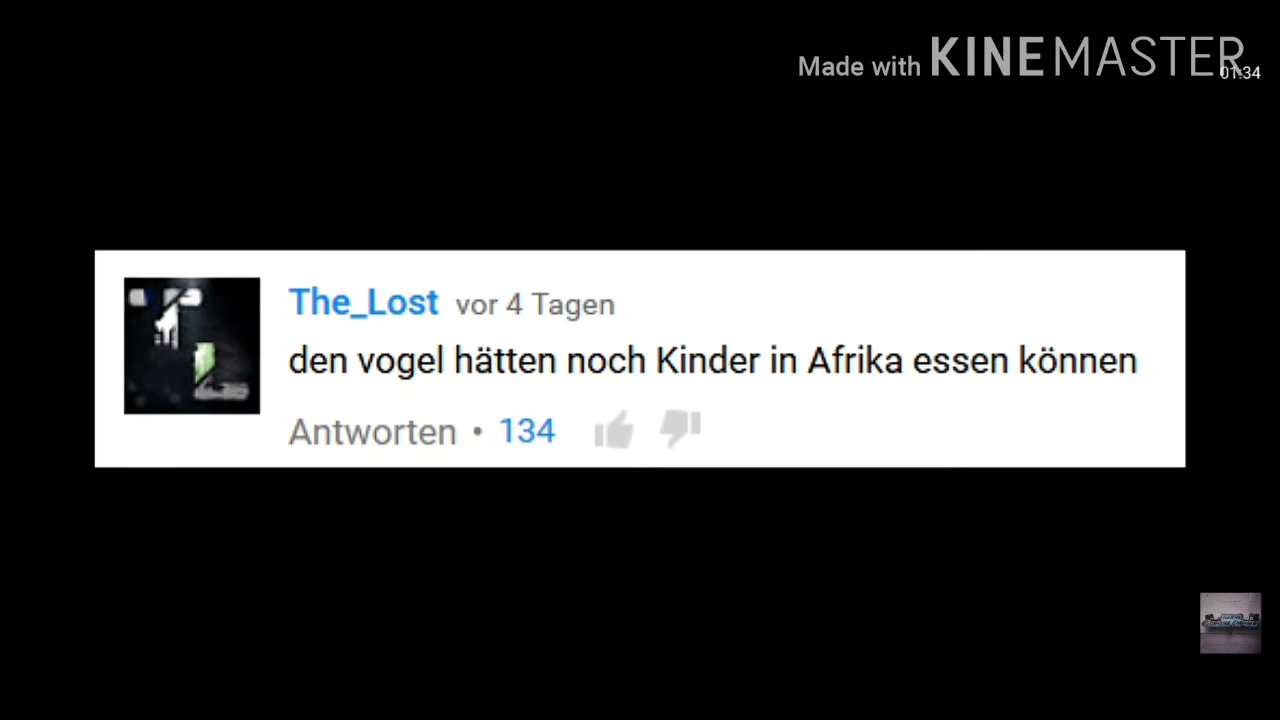 Made with KINEMASTER
01:34
The_Lost vor 4 Tagen
den vogel hätten noch Kinder in Afrika essen können
Antworten • 134